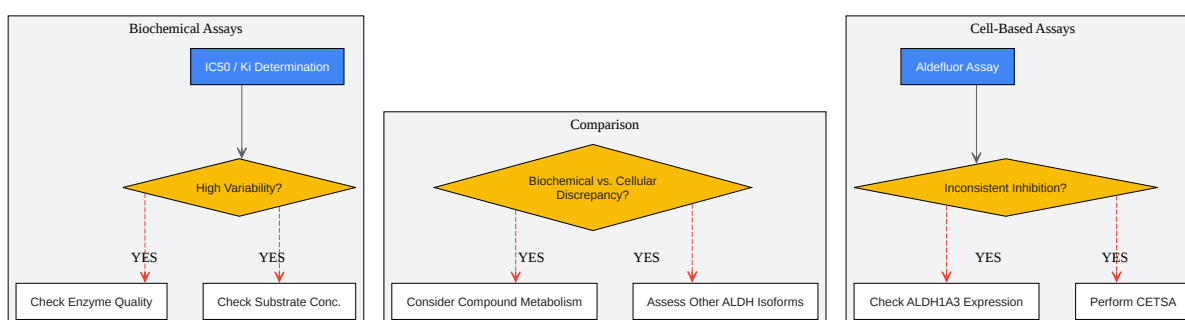 Biochemical Assays
IC50 / Ki Determination
High Variability?
YES
YES
Check Enzyme Quality
Check Substrate Conc.
Comparison
Biochemical vs. Cellular
Discrepancy?
YES
YES
Consider Compound Metabolism
Assess Other ALDH Isoforms
Cell-Based Assays
Aldefluor Assay
Inconsistent Inhibition?
YES
YES
Check ALDH1A3 Expression
Perform CETSA